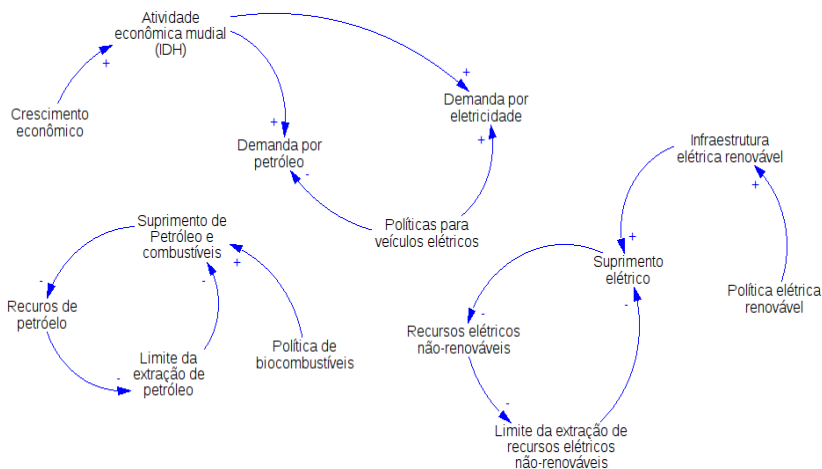 Atividade
econômica mudial
(IDH)
+
Crescimento
econômico
+
Demanda por
eletricidade
+
+
Demanda por
petróleo
-
Infraestrutura
elétrica renovável
+
Políticas para
veículos elétricos
Suprimento de
Petróleo e
combustíveis
+
-
-
+
Suprimento
elétrico
-
Recuros de
petróelo
Política elétrica
renovável
-
Recursos elétricos
não-renováveis
Política de
biocombustíveis
Limite da
extração de
petróleo
-
-
Limite da extração de
recursos elétricos
não-renováveis